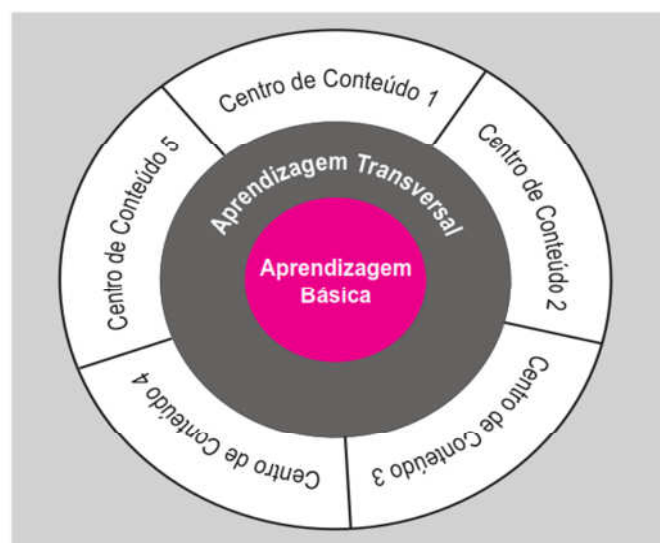 Centro de Conteúdo 1
Centro de Conteúdo 2
Centro de Conteúdo 3
Centro de Conteúdo 4
Centro de Conteúdo 5
Aprendizagem Transversal
Aprendizagem
Básica